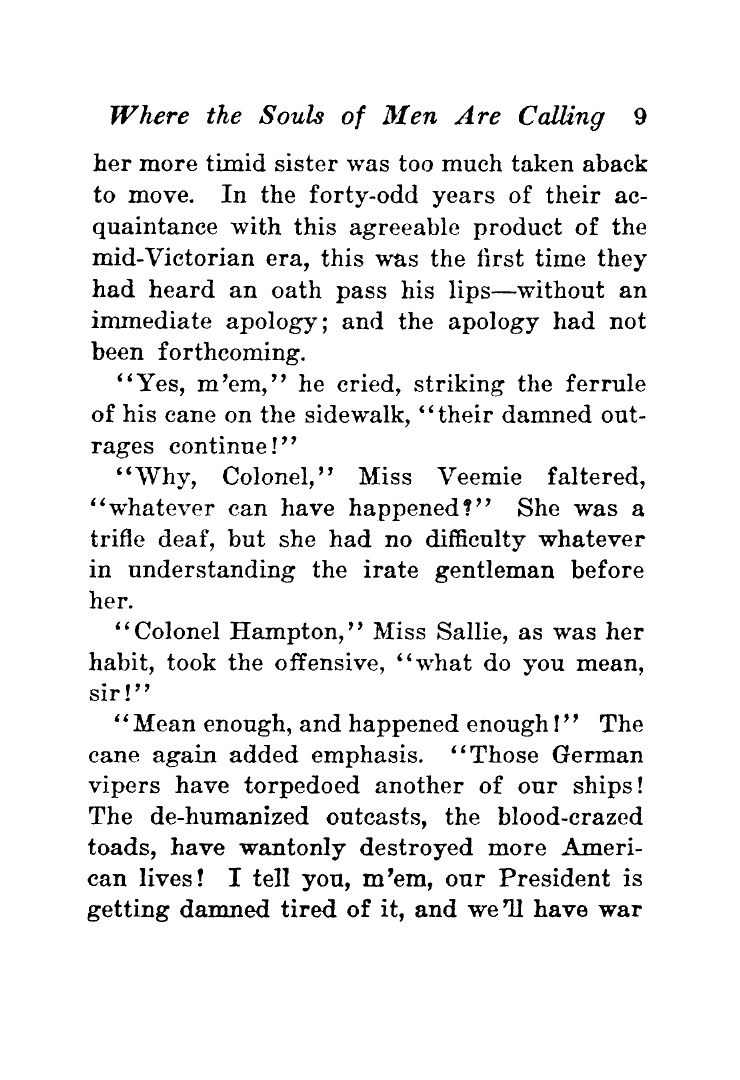 Where the Souls of Men Are Calling 9
her more timid sister was too much taken aback
to move. In the forty-odd years of their ac-
quaintance with this agreeable product of the
mid-Victorian era, this was the first time they
had heard an oath pass his lips—without an
immediate apology; and the apology had not
been forthcoming.
“Yes, m’em,” he cried, striking the ferrule
of his cane on the sidewalk, “their damned out-
rages continue!”
“Why, Colonel,” Miss Veemie faltered,
“whatever can have happened?” She was a
trifle deaf, but she had no difficulty whatever
in understanding the irate gentleman before
her.
“Colonel Hampton,” Miss Sallie, as was her
habit, took the offensive, “what do you mean,
sir!”
“Mean enough, and happened enough!” The
cane again added emphasis. “Those German
vipers have torpedoed another of our ships!
The de-humanized outcasts, the blood-crazed
toads, have wantonly destroyed more Ameri-
can lives! I tell you, m’em, our President is
getting damned tired of it, and we’ll have war